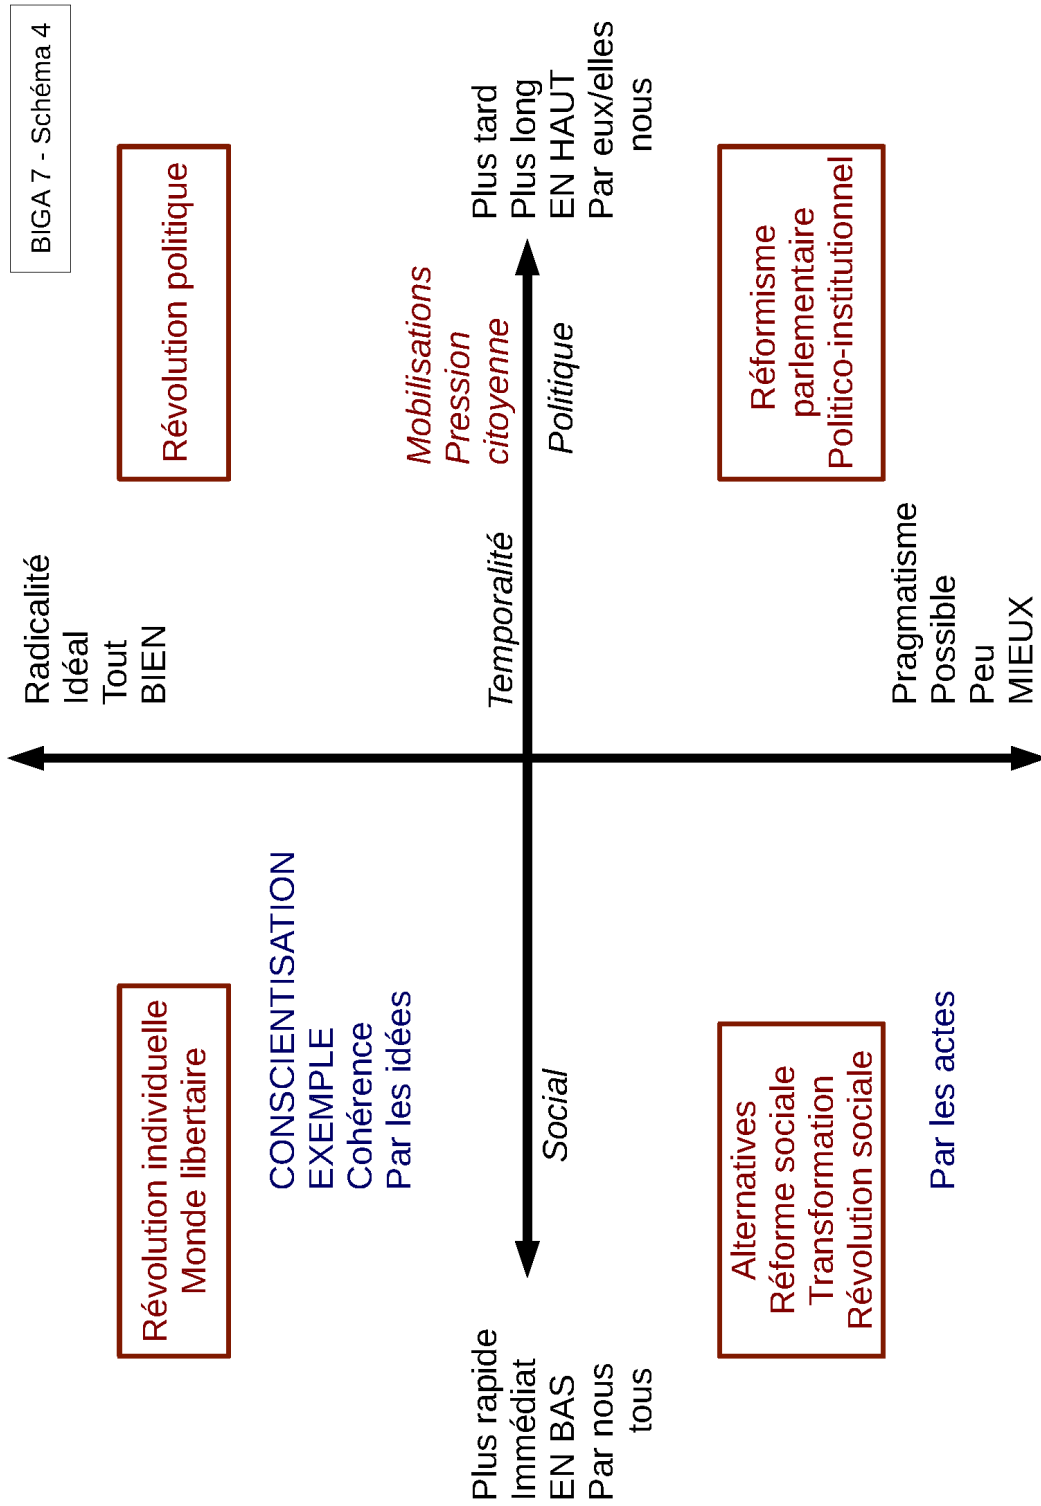 BIGA 7 - Schéma 4
Radicalité
Idéal
Tout
BIEN
Révolution individuelle
Monde libertaire
Révolution politique
CONSCIENTISATION
EXEMPLE
Cohérence
Par les idées
Mobilisations
Pression
citoyenne
Plus rapide
Immédiat
EN BAS
Par nous
tous
Temporalité
Social
Politique
Plus tard
Plus long
EN HAUT
Par eux/elles
nous
Alternatives
Réforme sociale
Transformation
Révolution sociale
Réformisme
parlementaire
Politico-institutionnel
Par les actes
Pragmatisme
Possible
Peu
MIEUX